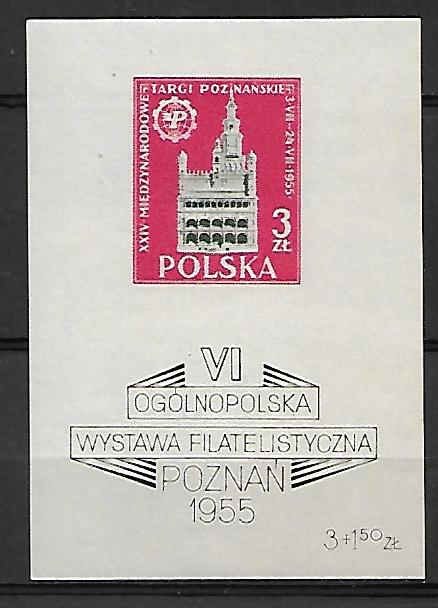 XXIV·MIĘDZYNARODOWE
TARGI POZNAŃSKIE
3·VII–24·VII·1955
P
3
ZŁ
POLSKA
VI
OGÓLNOPOLSKA
WYSTAWA FILATELISTYCZNA
POZNAŃ
1955
3+1⁵⁰ ZŁ